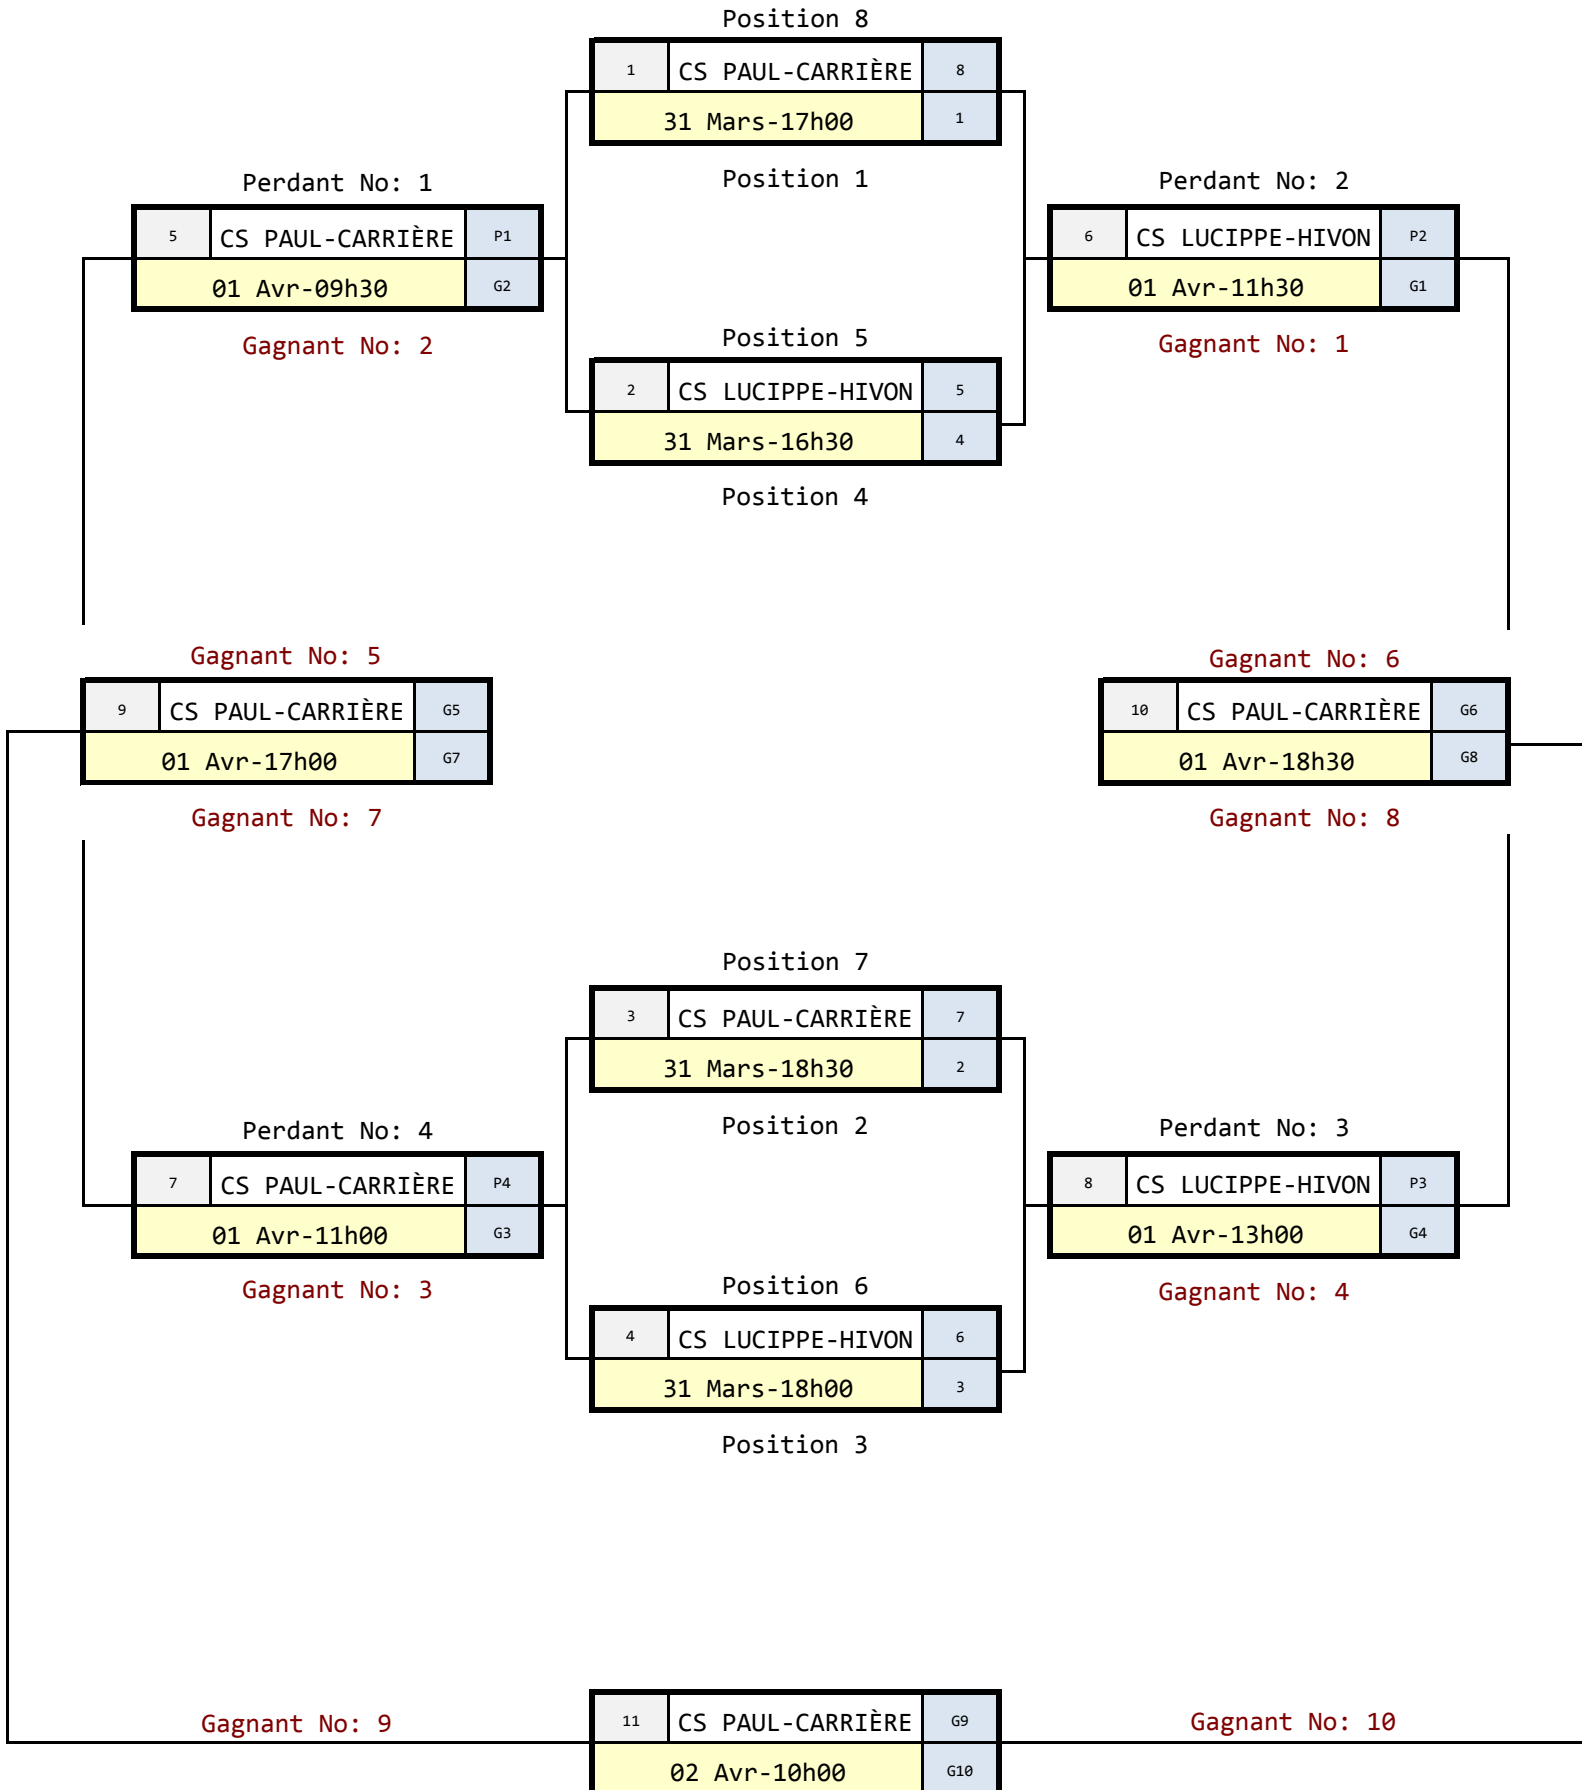 Position 8
1 CS PAUL-CARRIÈRE 8
31 Mars-17h00 1
Position 1
Perdant No: 1
5 CS PAUL-CARRIÈRE P1
01 Avr-09h30 G2
Gagnant No: 2
Perdant No: 2
6 CS LUCIPPE-HIVON P2
01 Avr-11h30 G1
Gagnant No: 1
Position 5
2 CS LUCIPPE-HIVON 5
31 Mars-16h30 4
Position 4
Gagnant No: 5
9 CS PAUL-CARRIÈRE G5
01 Avr-17h00 G7
Gagnant No: 7
Gagnant No: 6
10 CS PAUL-CARRIÈRE G6
01 Avr-18h30 G8
Gagnant No: 8
Position 7
3 CS PAUL-CARRIÈRE 7
31 Mars-18h30 2
Position 2
Perdant No: 4
7 CS PAUL-CARRIÈRE P4
01 Avr-11h00 G3
Gagnant No: 3
Perdant No: 3
8 CS LUCIPPE-HIVON P3
01 Avr-13h00 G4
Gagnant No: 4
Position 6
4 CS LUCIPPE-HIVON 6
31 Mars-18h00 3
Position 3
Gagnant No: 9
11 CS PAUL-CARRIÈRE G9
02 Avr-10h00 G10
Gagnant No: 10